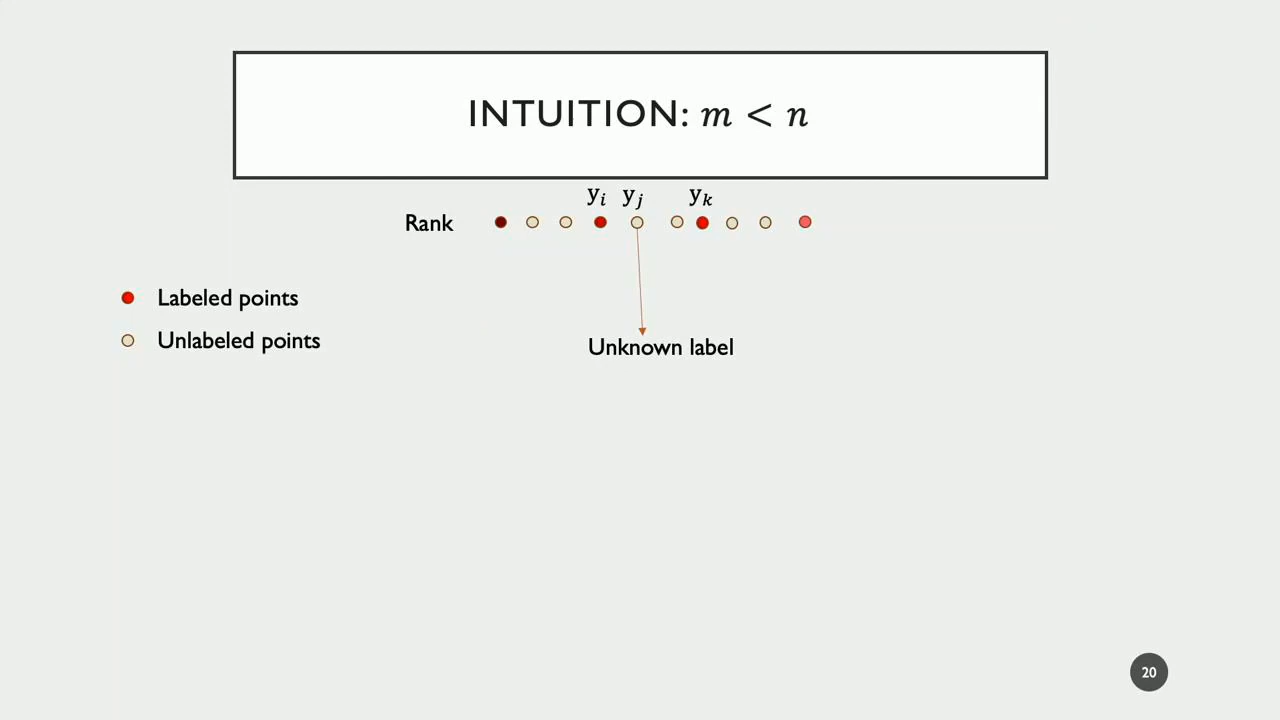 INTUITION: m < n
y_i y_j y_k
Rank
Labeled points
Unlabeled points
Unknown label
20